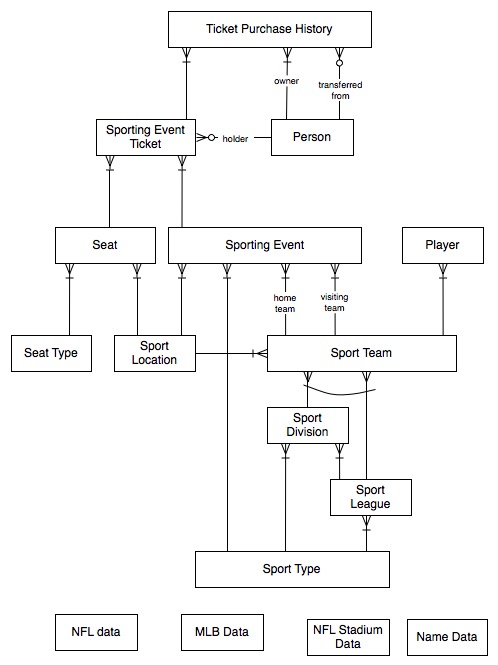 Ticket Purchase History
owner
transferred
from
Sporting Event
Ticket
holder
Person
Seat
Sporting Event
Player
home
team
visiting
team
Seat Type
Sport
Location
Sport Team
Sport
Division
Sport
League
Sport Type
NFL data
MLB Data
NFL Stadium
Data
Name Data